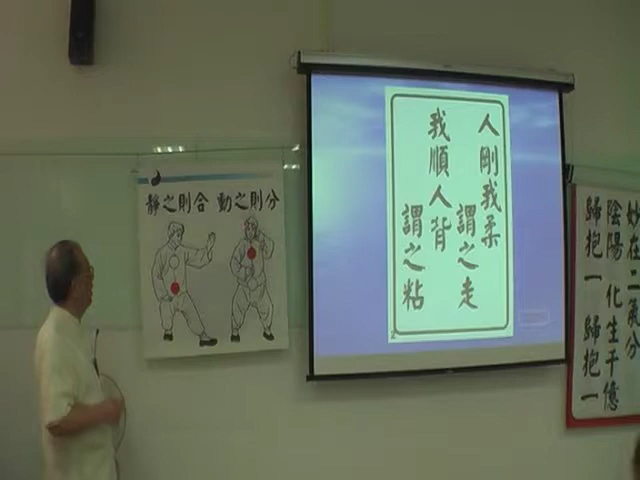 靜之則合 動之則分
人剛我柔
謂之走
我順人背
謂之粘
妙在二氣分
陰陽 化生千億
歸抱一 歸抱一